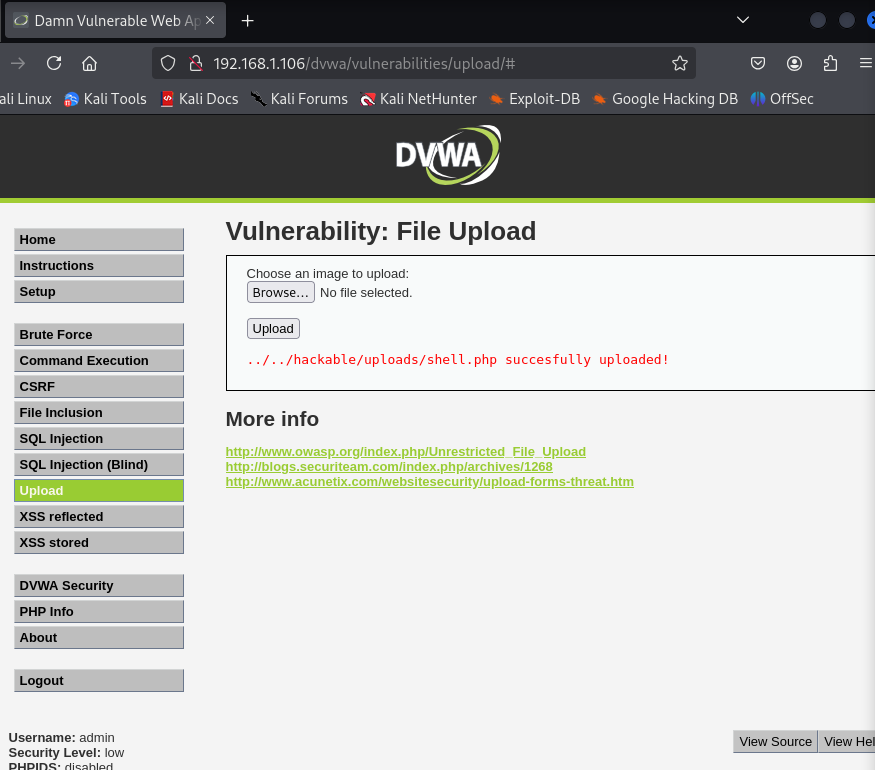 Damn Vulnerable Web Ap
192.168.1.106/dvwa/vulnerabilities/upload/#
ali Linux Kali Tools Kali Docs Kali Forums Kali NetHunter Exploit-DB Google Hacking DB OffSec
DVWA
Home
Instructions
Setup
Brute Force
Command Execution
CSRF
File Inclusion
SQL Injection
SQL Injection (Blind)
Upload
XSS reflected
XSS stored
DVWA Security
PHP Info
About
Logout
Vulnerability: File Upload
Choose an image to upload:
Browse... No file selected.
Upload
../../hackable/uploads/shell.php succesfully uploaded!
More info
http://www.owasp.org/index.php/Unrestricted_File_Upload
http://blogs.securiteam.com/index.php/archives/1268
http://www.acunetix.com/websitesecurity/upload-forms-threat.htm
Username: admin
Security Level: low
PHPIDS: disabled
View Source View Hel